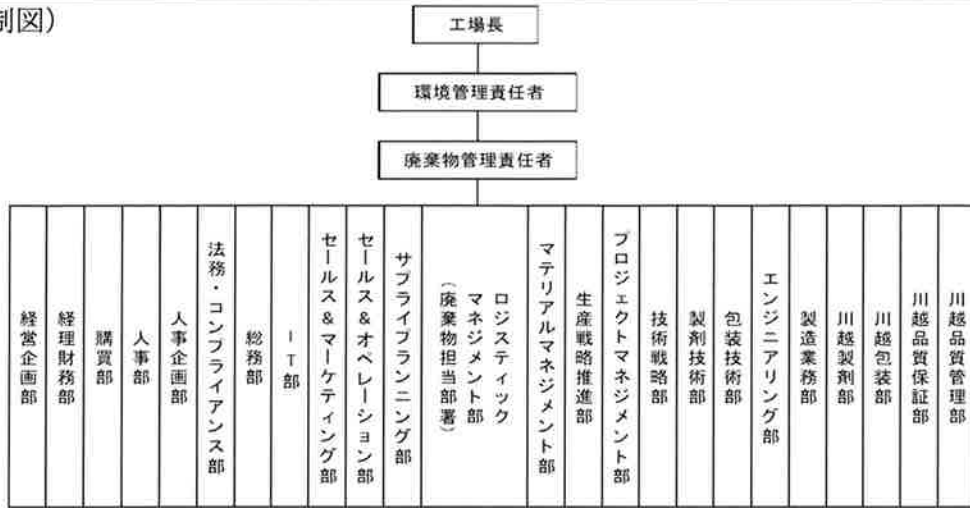 制図)
工場長
環境管理責任者
廃棄物管理責任者
経営企画部
経理財務部
購買部
人事部
人事企画部
法務・コンプライアンス部
総務部
IT部
セールス&マーケティング部
セールス&オペレーション部
サプライプランニング部
ロジスティック
マネジメント部
(廃棄物担当部署)
マテリアルマネジメント部
生産戦略推進部
プロジェクトマネジメント部
技術戦略部
製剤技術部
包装技術部
エンジニアリング部
製造業務部
川越製剤部
川越包装部
川越品質保証部
川越品質管理部